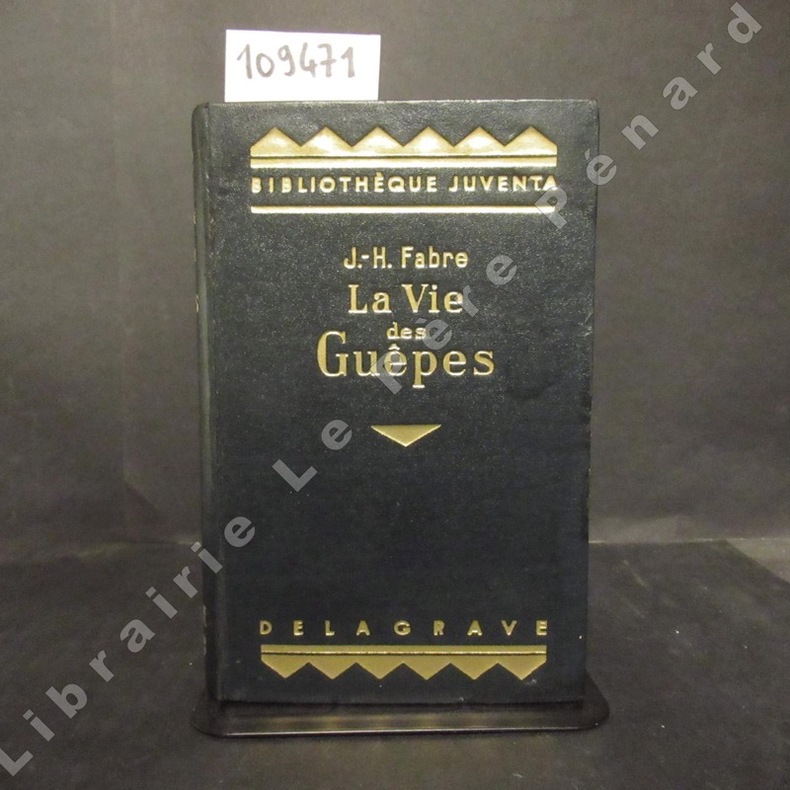 109471
BIBLIOTHÈQUE JUVENTA
J.-H. Fabre
La Vie
des
Guêpes
DELAGRAVE
Librairie Le Père Pénard